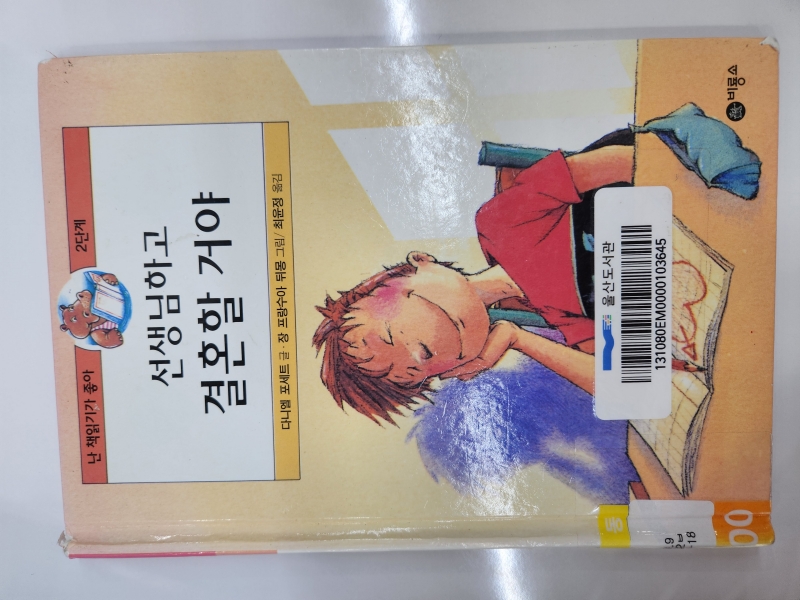 난 책읽기가 좋아
2단계
선생님하고
결혼할 거야
다니엘 포세트 글·장 프랑수아 뒤몽 그림/최윤정 옮김
비룡소
울산도서관
131080EM0000103645